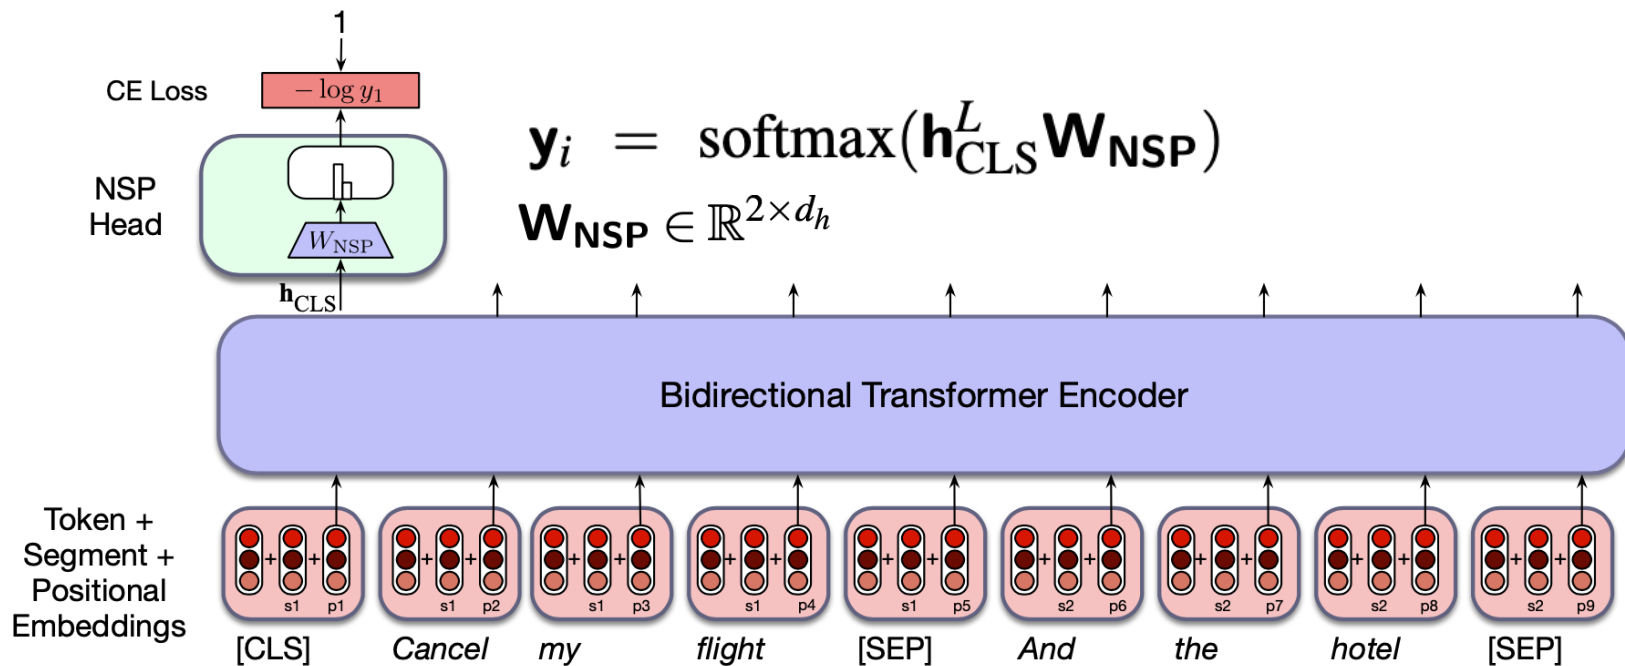 1
CE Loss
− log y₁
NSP
Head
W_NSP
h_CLS
𝐲ᵢ = softmax(𝐡ᴸ_CLS 𝐖_NSP)
𝐖_NSP ∈ ℝ^{2×d_h}
Bidirectional Transformer Encoder
Token +
Segment +
Positional
Embeddings
+ + + + + + + + + + + + + + + + + +
s1 p1 s1 p2 s1 p3 s1 p4 s1 p5 s2 p6 s2 p7 s2 p8 s2 p9
[CLS] Cancel my flight [SEP] And the hotel [SEP]